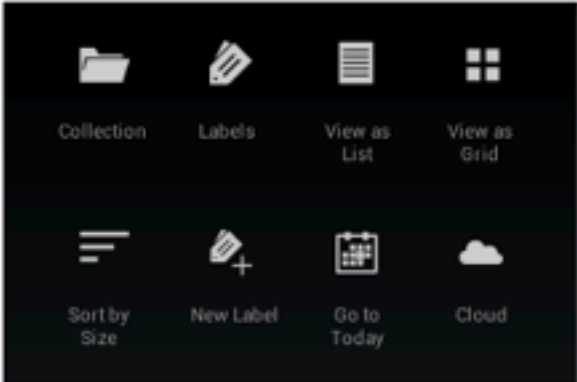 Collection
Labels
View as
List
View as
Grid
Sort by
Size
New Label
Go to
Today
Cloud